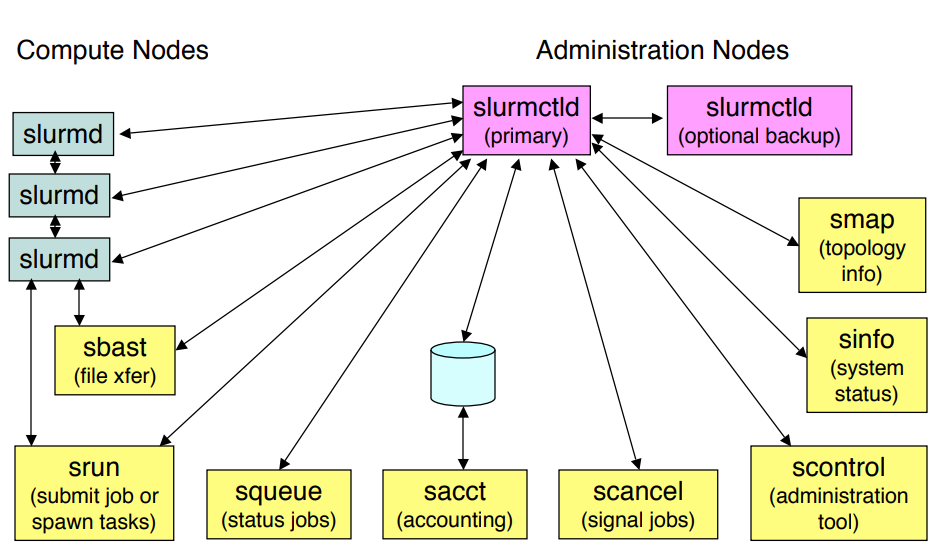 Compute Nodes
Administration Nodes
slurmctld
(primary)
slurmctld
(optional backup)
slurmd
slurmd
slurmd
smap
(topology
info)
sbast
(file xfer)
sinfo
(system
status)
srun
(submit job or
spawn tasks)
squeue
(status jobs)
sacct
(accounting)
scancel
(signal jobs)
scontrol
(administration
tool)